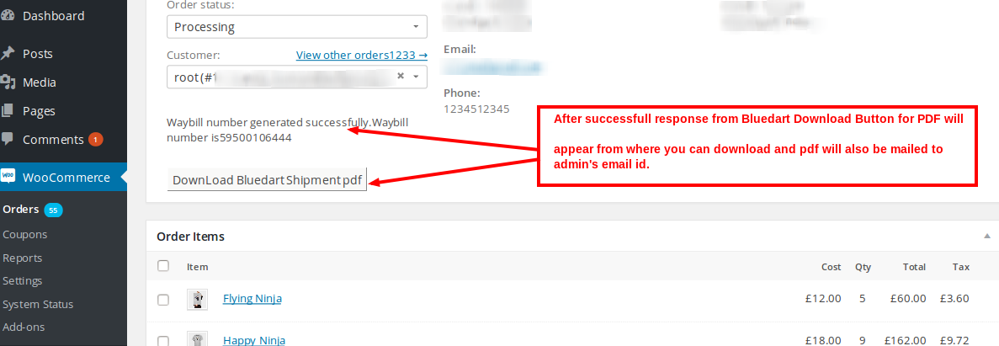 Dashboard
Posts
Media
Pages
Comments 1
WooCommerce
Orders 55
Coupons
Reports
Settings
System Status
Add-ons
Order status:
Processing
Customer:
View other orders1233 →
root (#1
Waybill number generated successfully.Waybill
number is59500106444
DownLoad Bluedart Shipment pdf
Email:
Phone:
1234512345
After successfull response from Bluedart Download Button for PDF will
appear from where you can download and pdf will also be mailed to
admin's email id.
Order Items
Item Cost Qty Total Tax
Flying Ninja £12.00 5 £60.00 £3.60
Happy Ninja £18.00 9 £162.00 £9.72